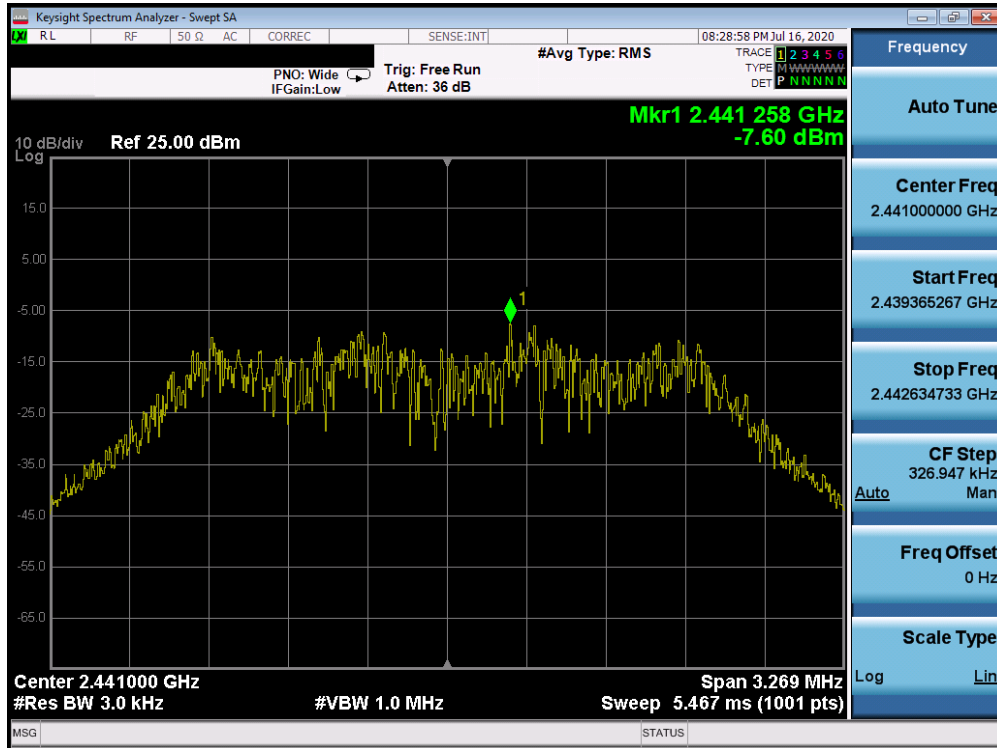 Keysight Spectrum Analyzer - Swept SA
LXI RL RF 50 Ω AC CORREC SENSE:INT 08:28:58 PM Jul 16, 2020
#Avg Type: RMS
TRACE 1 2 3 4 5 6
TYPE M WWWWW
DET P N N N N N
PNO: Wide
IFGain:Low
Trig: Free Run
Atten: 36 dB
Mkr1 2.441 258 GHz
-7.60 dBm
10 dB/div Ref 25.00 dBm
Log
15.0
5.00
-5.00
-15.0
-25.0
-35.0
-45.0
-55.0
-65.0
1
Center 2.441000 GHz Span 3.269 MHz
#Res BW 3.0 kHz #VBW 1.0 MHz Sweep 5.467 ms (1001 pts)
MSG STATUS
Frequency
Auto Tune
Center Freq
2.441000000 GHz
Start Freq
2.439365267 GHz
Stop Freq
2.442634733 GHz
CF Step
326.947 kHz
Auto Man
Freq Offset
0 Hz
Scale Type
Log Lin